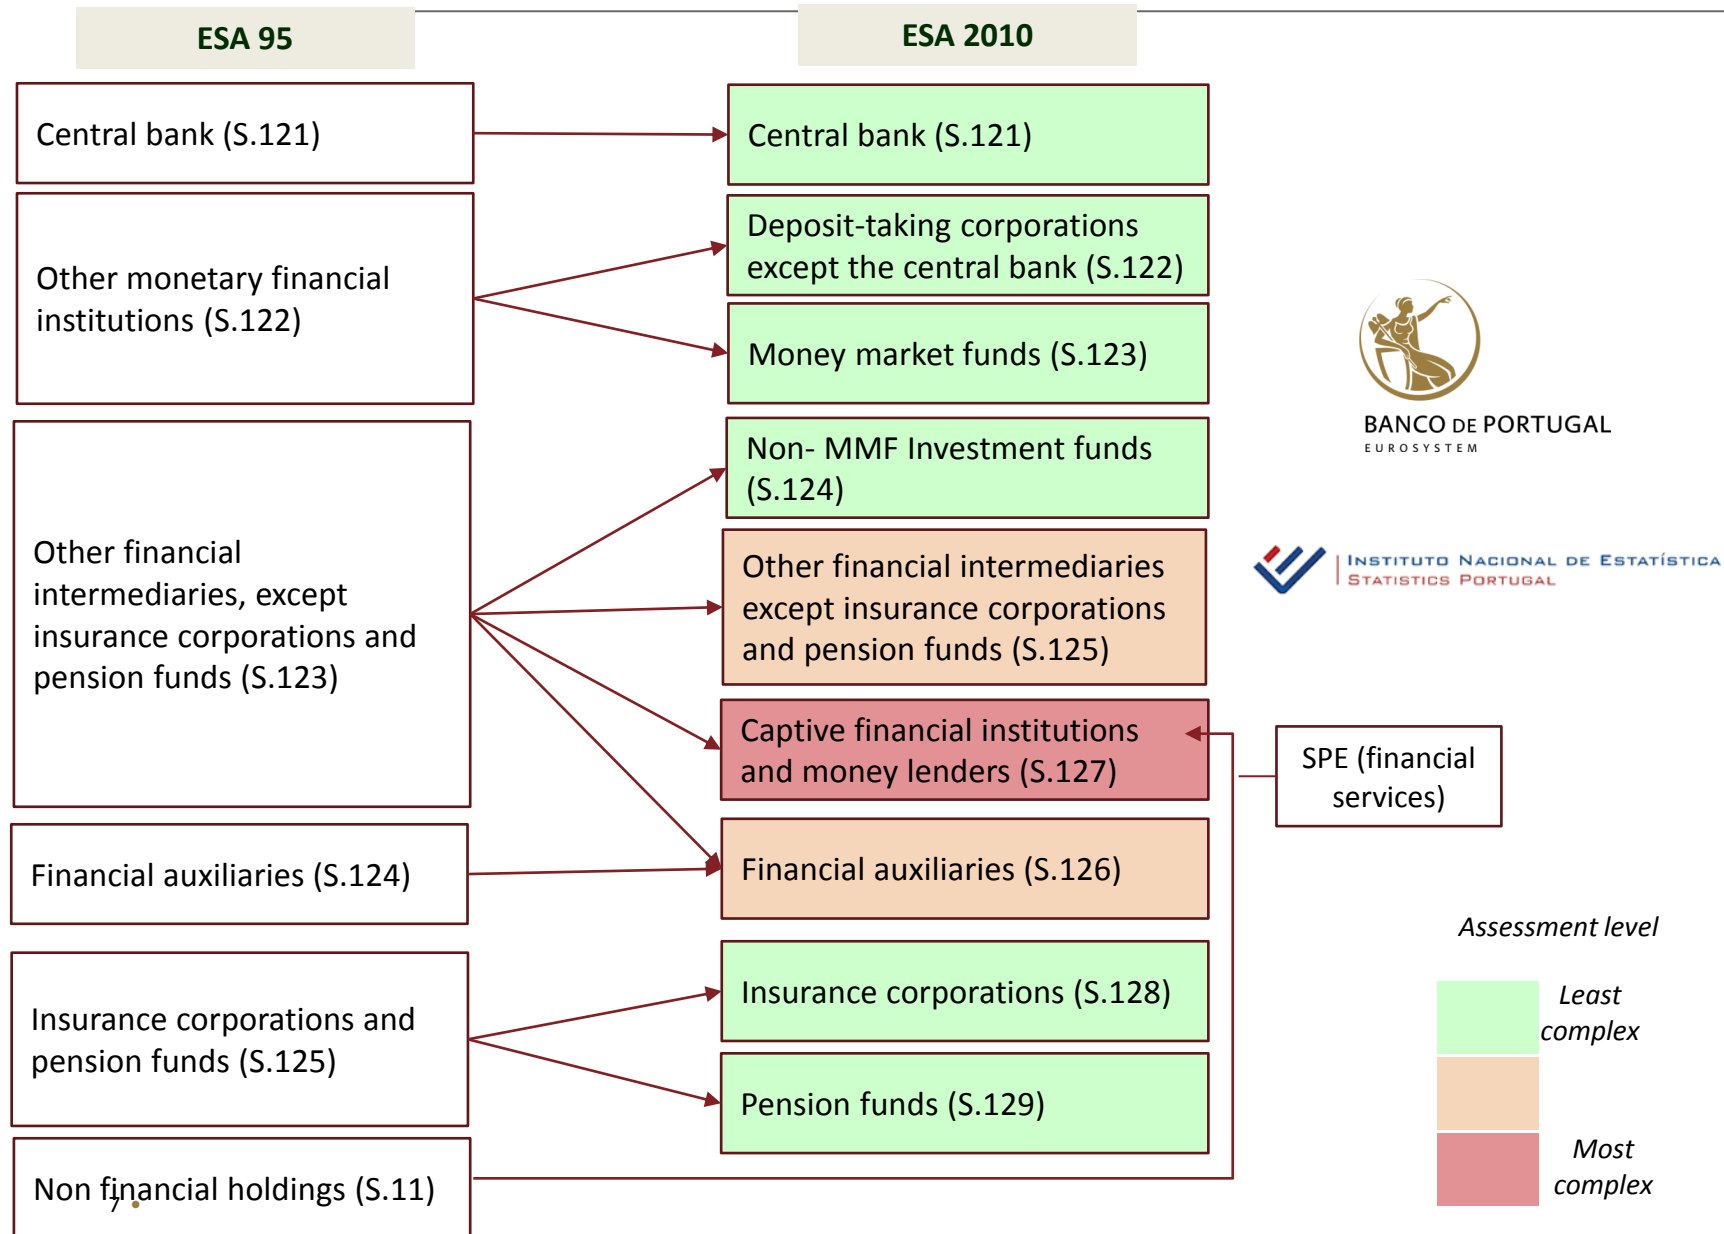 ESA 95
ESA 2010
Central bank (S.121)
Central bank (S.121)
Other monetary financial
institutions (S.122)
Deposit-taking corporations
except the central bank (S.122)
Money market funds (S.123)
Other financial
intermediaries, except
insurance corporations and
pension funds (S.123)
Non- MMF Investment funds
(S.124)
Other financial intermediaries
except insurance corporations
and pension funds (S.125)
Captive financial institutions
and money lenders (S.127)
SPE (financial
services)
Financial auxiliaries (S.124)
Financial auxiliaries (S.126)
Insurance corporations and
pension funds (S.125)
Insurance corporations (S.128)
Pension funds (S.129)
Non financial holdings (S.11)
7 •
BANCO DE PORTUGAL
EUROSYSTEM
INSTITUTO NACIONAL DE ESTATÍSTICA
STATISTICS PORTUGAL
Assessment level
Least
complex
Most
complex